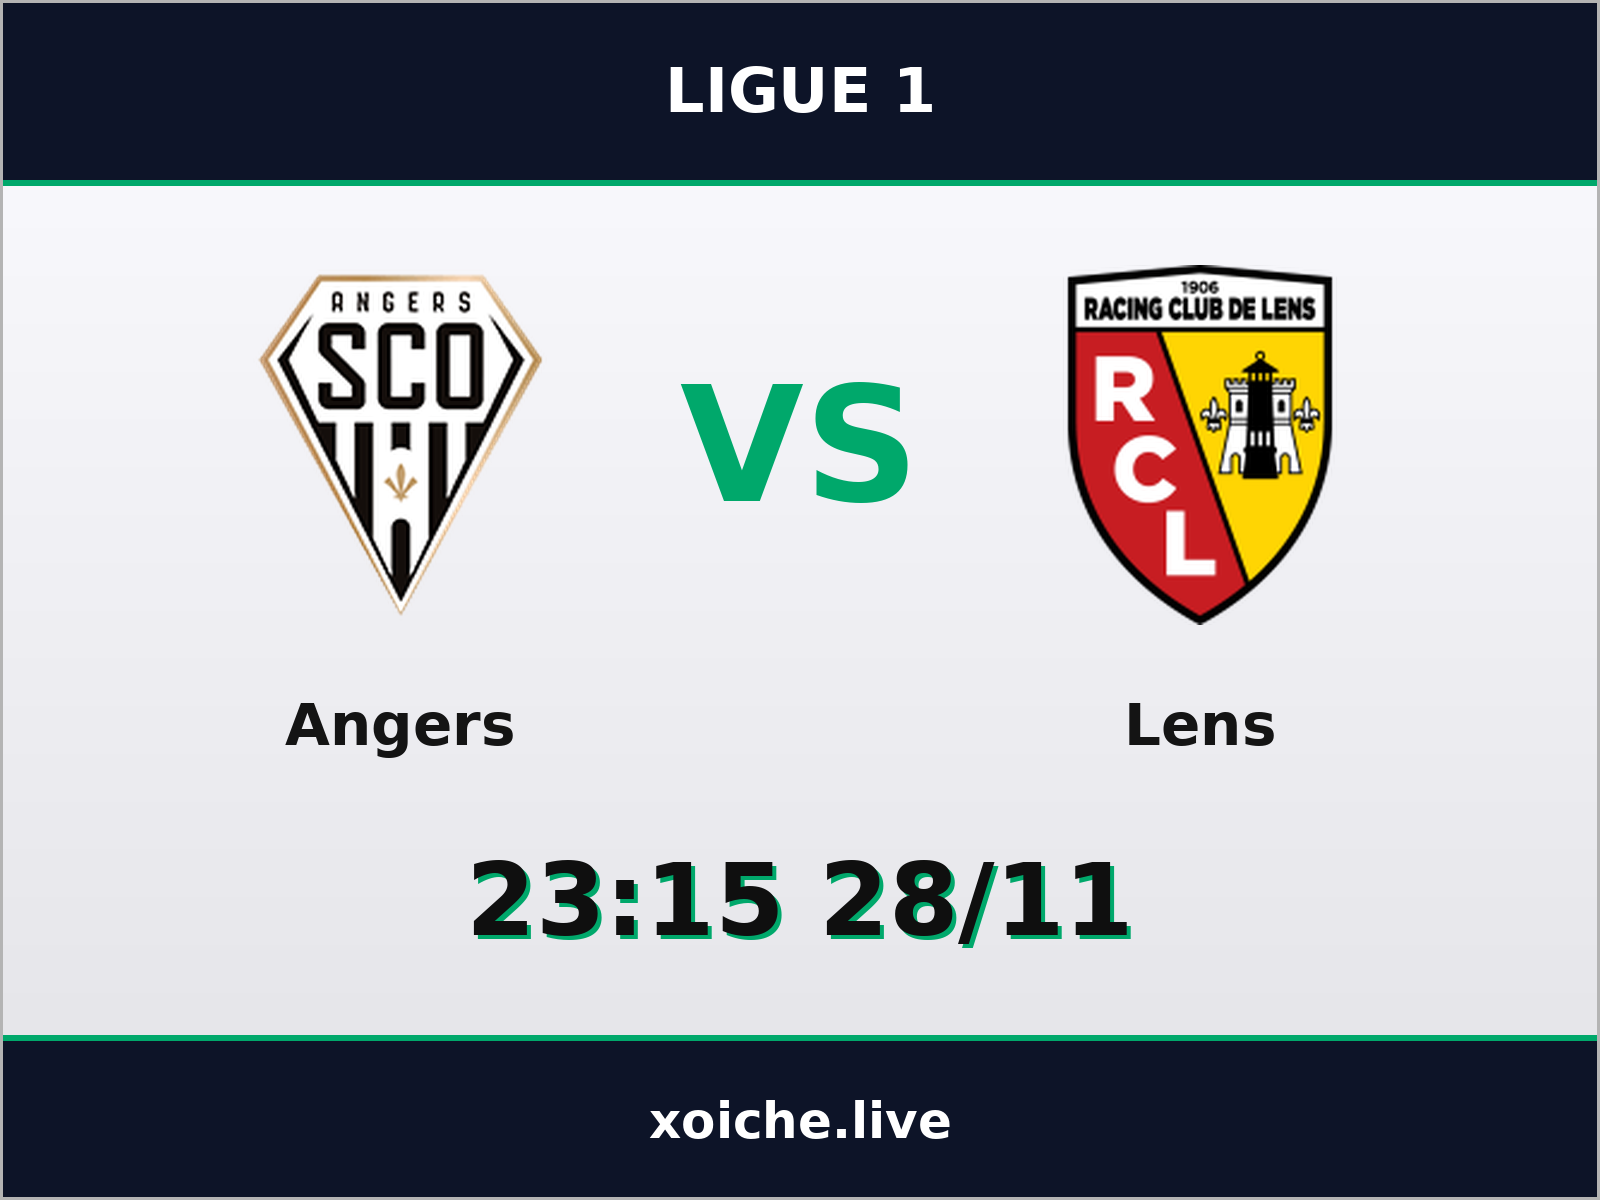 LIGUE 1
ANGERS
SCO
VS
1906
RACING CLUB DE LENS
R
C
L
Angers
Lens
23:15 28/11
xoiche.live